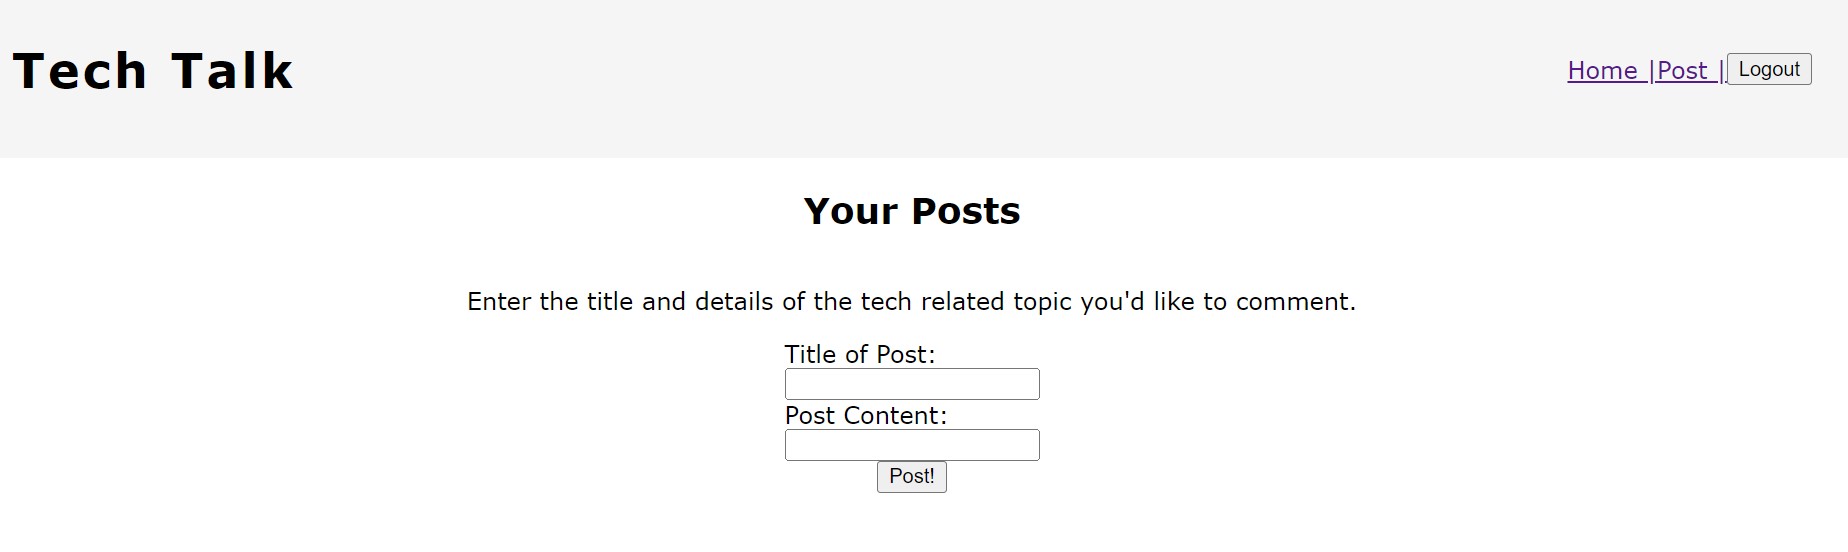 Tech Talk
Home |Post |Logout
Your Posts
Enter the title and details of the tech related topic you'd like to comment.
Title of Post:
Post Content:
Post!